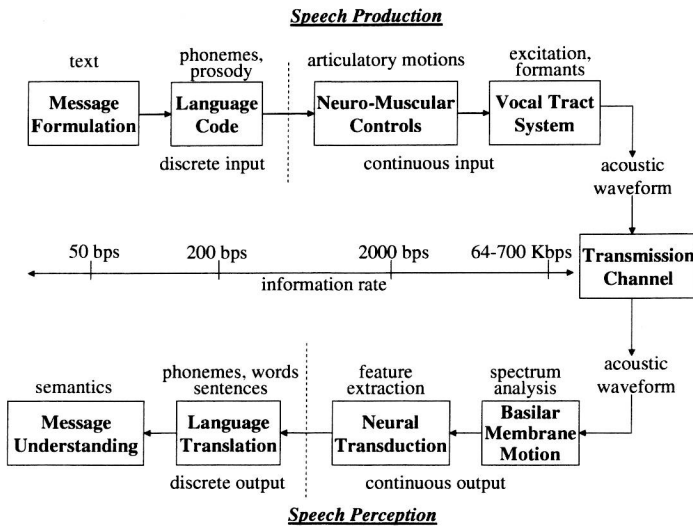 Speech Production
text
phonemes,
prosody
articulatory motions
excitation,
formants
Message
Formulation
Language
Code
Neuro-Muscular
Controls
Vocal Tract
System
discrete input
continuous input
acoustic
waveform
50 bps
200 bps
2000 bps
64-700 Kbps
information rate
Transmission
Channel
acoustic
waveform
semantics
phonemes, words
sentences
feature
extraction
spectrum
analysis
Message
Understanding
Language
Translation
Neural
Transduction
Basilar
Membrane
Motion
discrete output
continuous output
Speech Perception